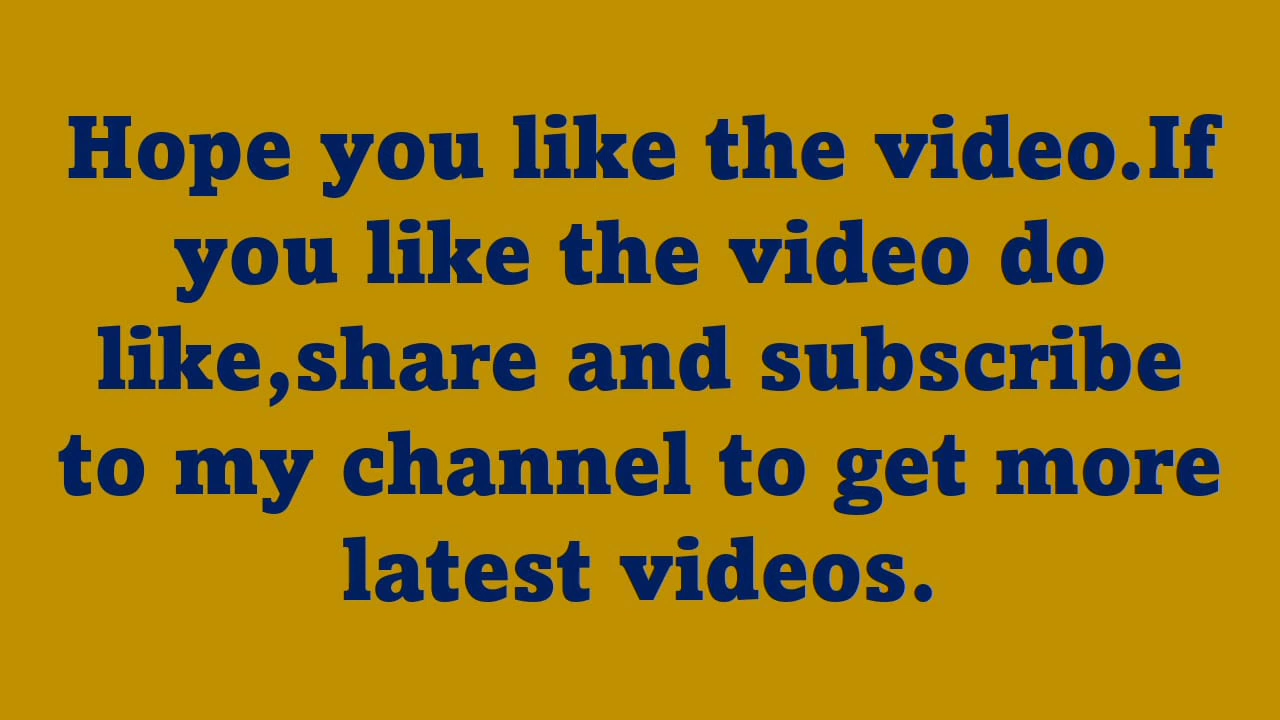 Hope you like the video.If
you like the video do
like,share and subscribe
to my channel to get more
latest videos.